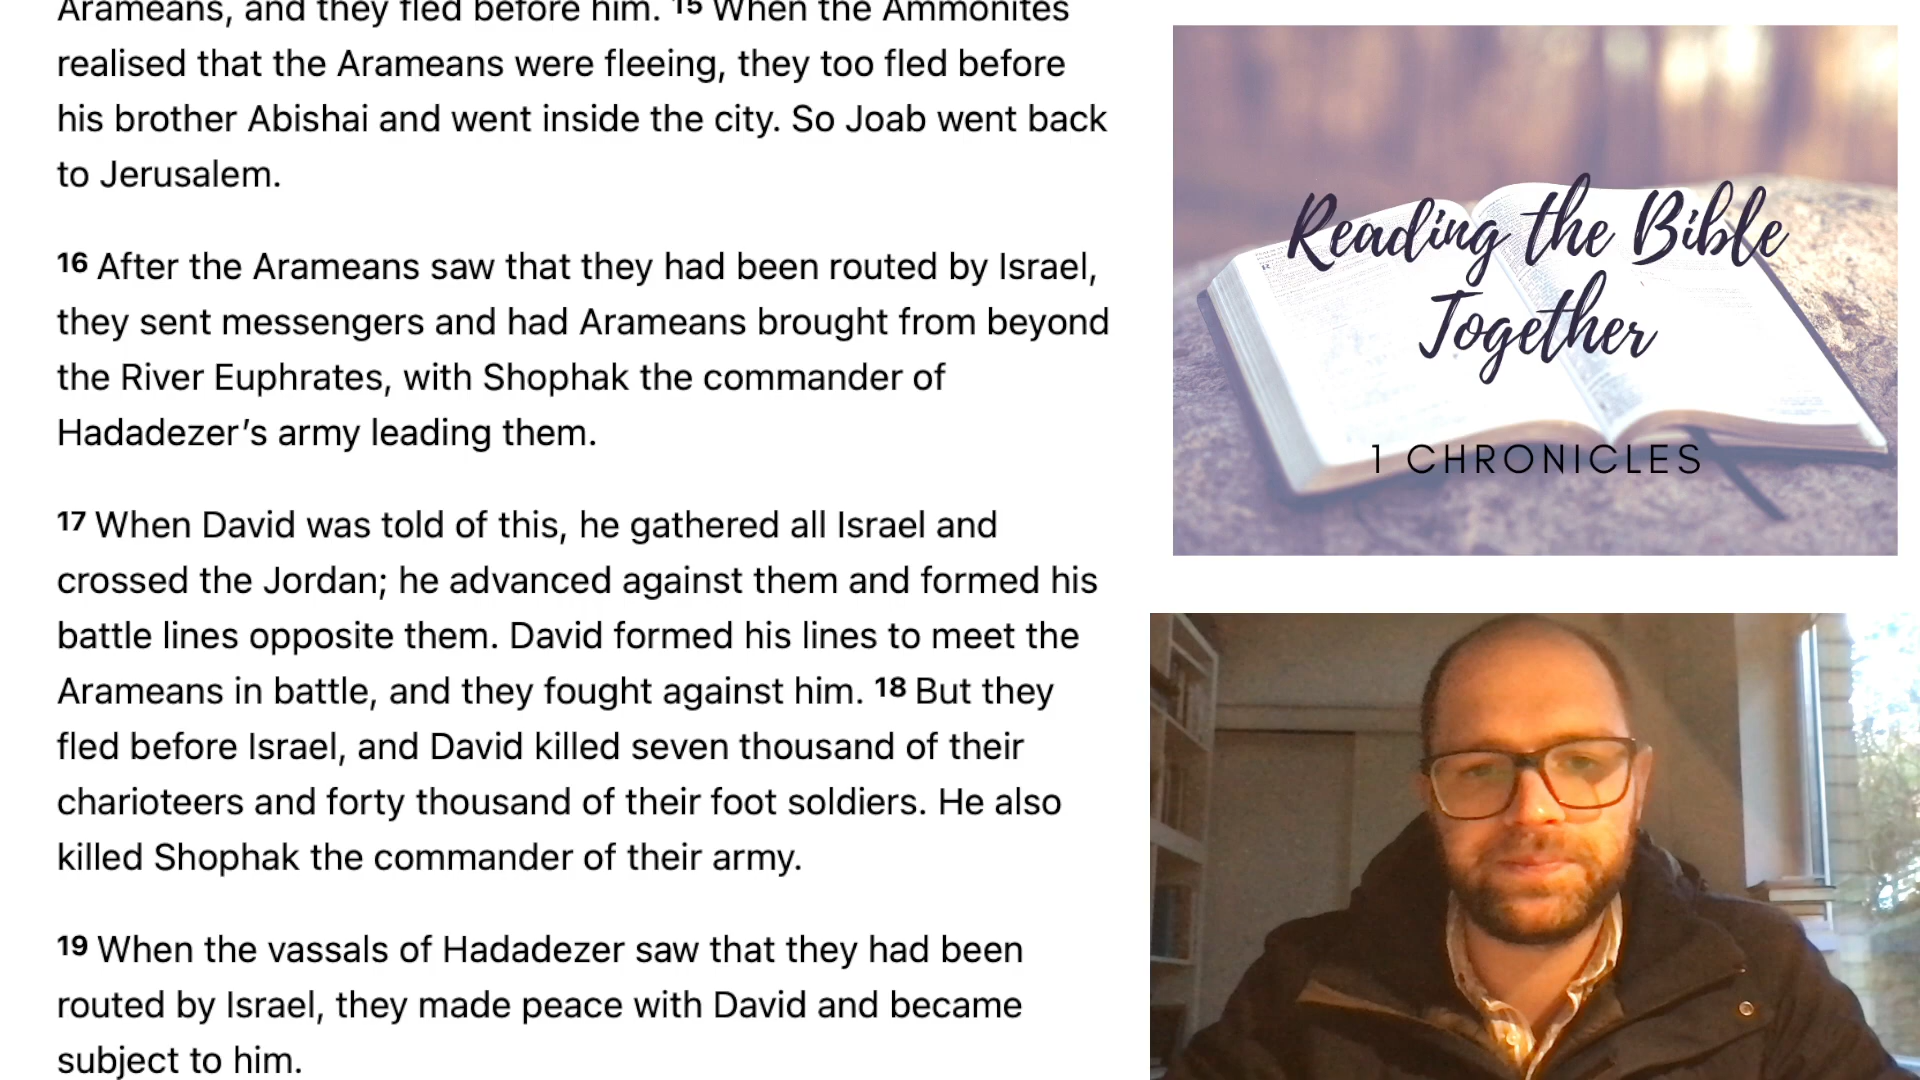 Arameans, and they fled before him. 15 When the Ammonites
realised that the Arameans were fleeing, they too fled before
his brother Abishai and went inside the city. So Joab went back
to Jerusalem.
16 After the Arameans saw that they had been routed by Israel,
they sent messengers and had Arameans brought from beyond
the River Euphrates, with Shophak the commander of
Hadadezer’s army leading them.
17 When David was told of this, he gathered all Israel and
crossed the Jordan; he advanced against them and formed his
battle lines opposite them. David formed his lines to meet the
Arameans in battle, and they fought against him. 18 But they
fled before Israel, and David killed seven thousand of their
charioteers and forty thousand of their foot soldiers. He also
killed Shophak the commander of their army.
19 When the vassals of Hadadezer saw that they had been
routed by Israel, they made peace with David and became
subject to him.
Reading the Bible
Together
1 CHRONICLES